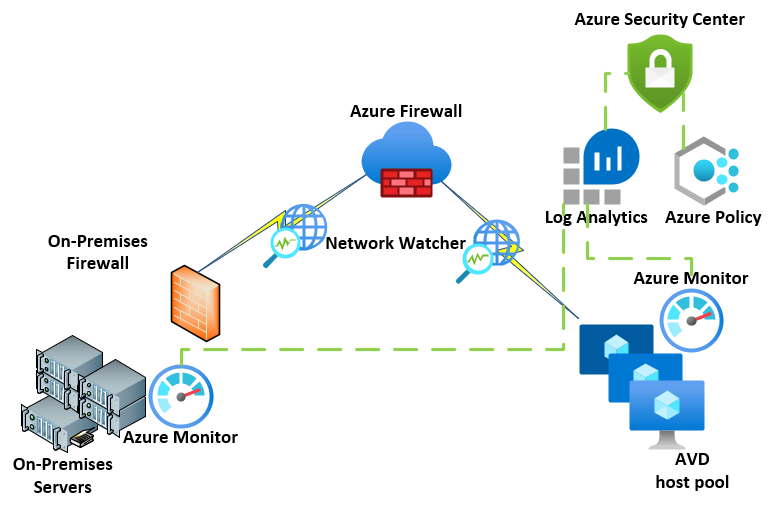 Azure Security Center
Azure Firewall
Log Analytics
Azure Policy
On-Premises
Firewall
Network Watcher
Azure Monitor
Azure Monitor
On-Premises
Servers
AVD
host pool